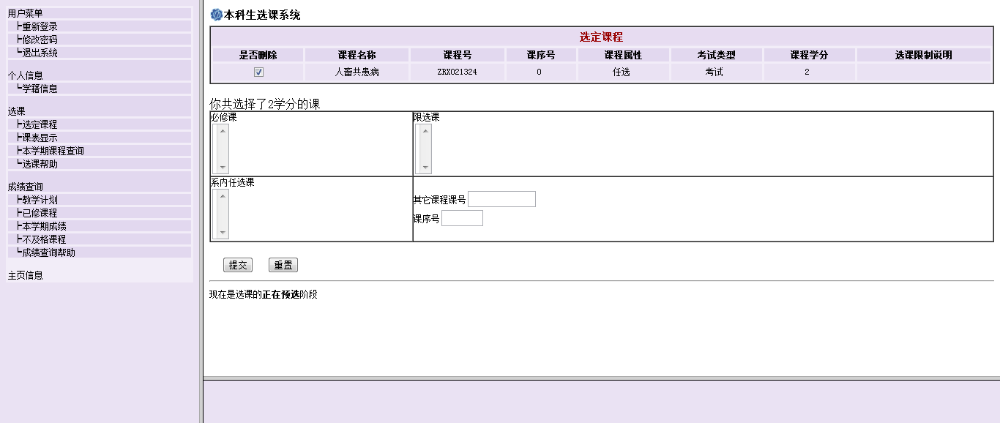 用户菜单
┝重新登录
┝修改密码
┕退出系统
个人信息
┕学籍信息
选课
┝选定课程
┝课表显示
┝本学期课程查询
┕选课帮助
成绩查询
┝教学计划
┝已修课程
┝本学期成绩
┝不及格课程
┕成绩查询帮助
主页信息
本科生选课系统
选定课程
是否删除 课程名称 课程号 课序号 课程属性 考试类型 课程学分 选课限制说明
人畜共患病 ZRX021324 0 任选 考试 2
你共选择了2学分的课
必修课 限选课
系内任选课
其它课程课号
课序号
提交 重置
现在是选课的正在预选阶段